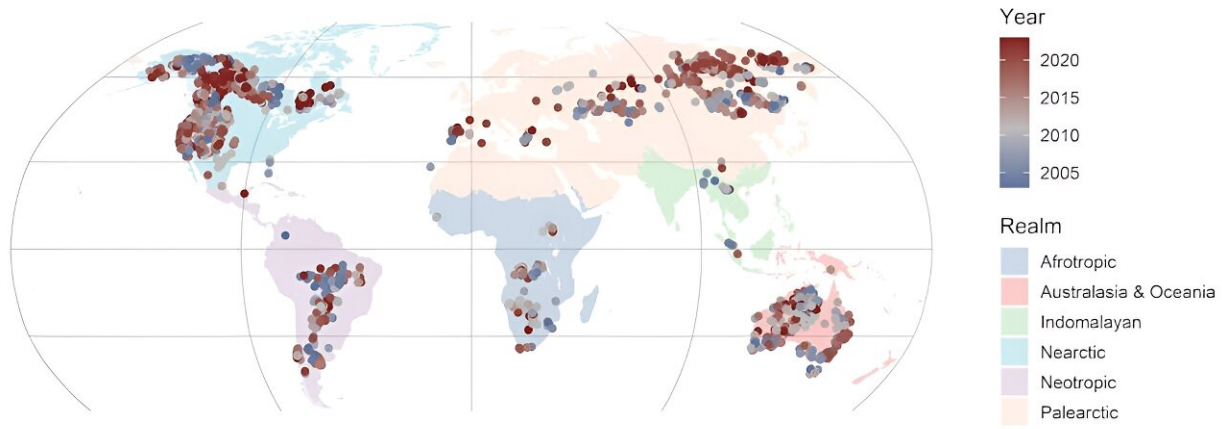 Year
2020
2015
2010
2005
Realm
Afrotropic
Australasia & Oceania
Indomalayan
Nearctic
Neotropic
Palearctic